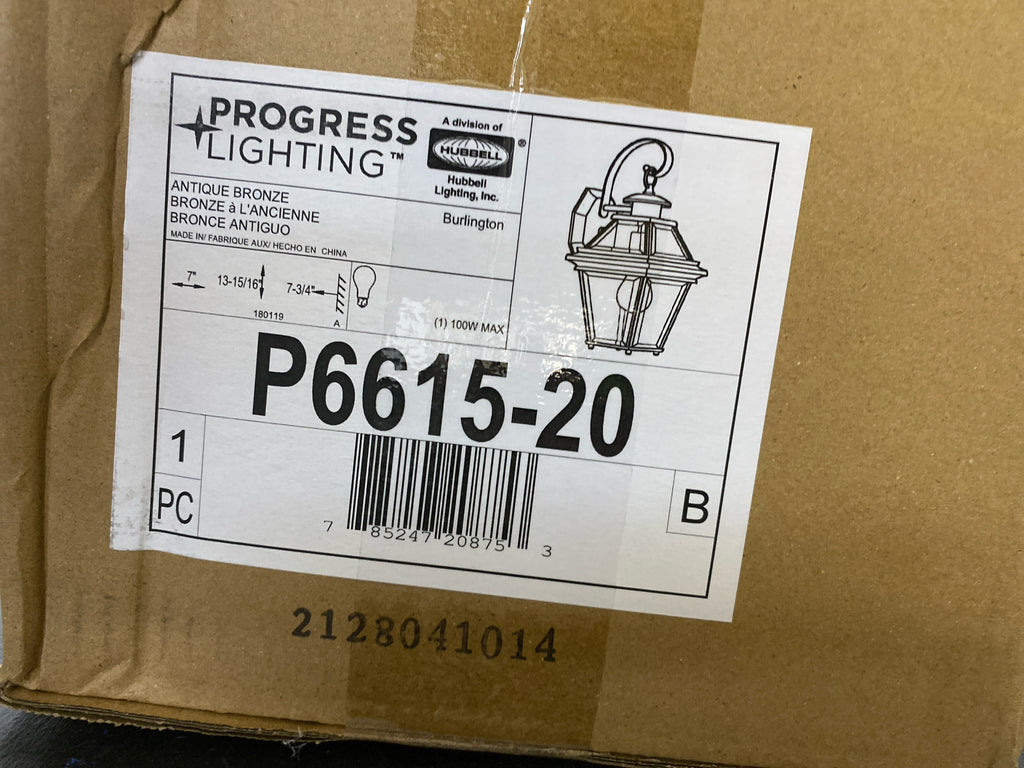 PROGRESS
LIGHTING™
A division of
HUBBELL®
Hubbell
Lighting, Inc.
ANTIQUE BRONZE
BRONZE à L'ANCIENNE
BRONCE ANTIGUO
MADE IN/ FABRIQUE AUX/ HECHO EN CHINA
Burlington
7"
13-15/16"
7-3/4"
180119
A
(1) 100W MAX
P6615-20
1
PC
B
7 85247 20875 3
2128041014